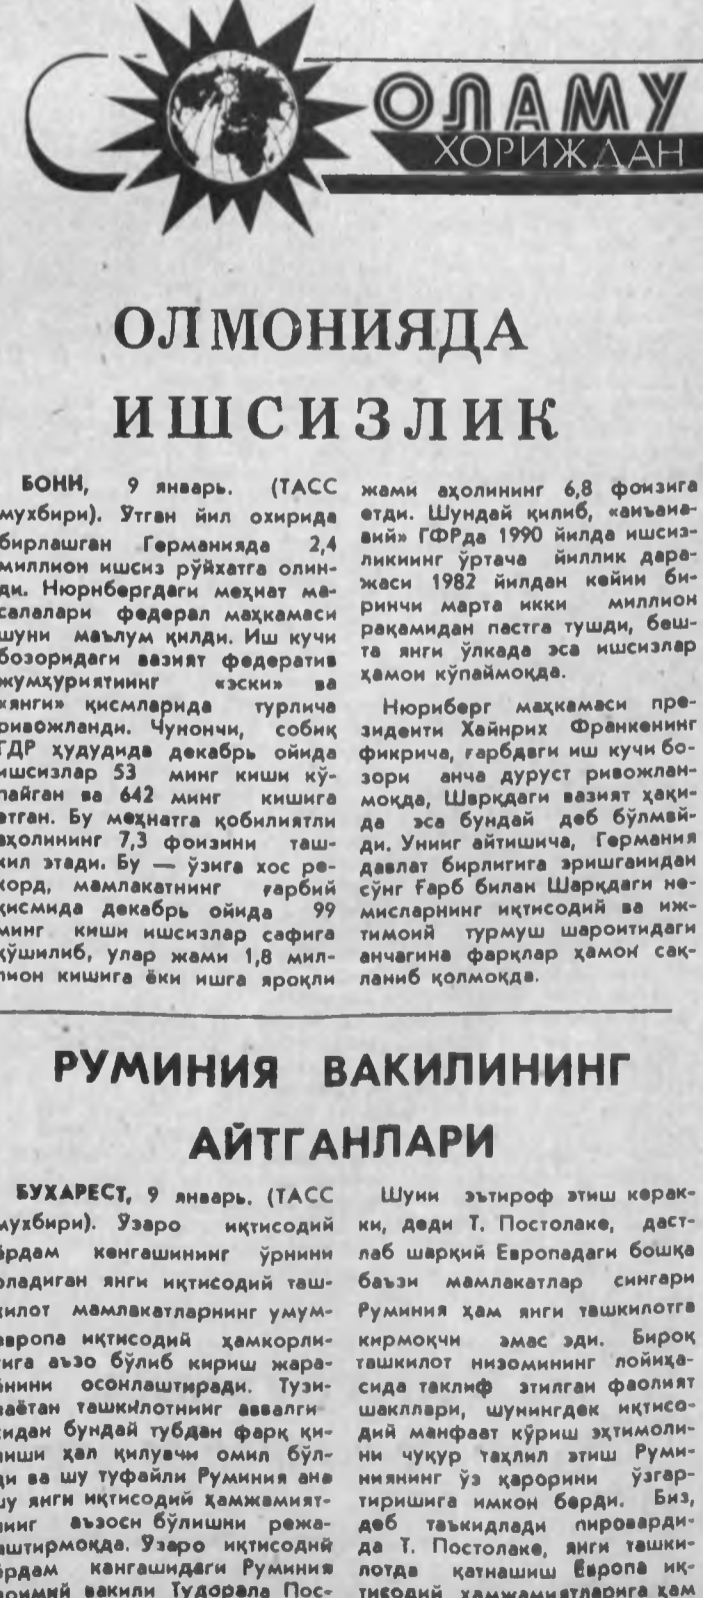 ОЛАМУ
ХОРИЖДАН
ОЛМОНИЯДА
ИШСИЗЛИК
БОНН, 9 январь. (ТАСС
мухбири). Ўтган йил охирида
бирлашган Германияда 2,4
миллион ишсиз рўйхатга олин-
ди. Нюрнбергдаги меҳнат ма-
салалари федерал маҳкамаси
шуни маълум қилди. Иш кучи
бозоридаги вазият федератив
жумҳуриятнинг «эски» ва
«янги» қисмларида турлича
ривожланди. Чунончи, собиқ
ГДР ҳудудида декабрь ойида
ишсизлар 53 минг киши кў-
пайган ва 642 минг кишига
етган. Бу меҳнатга қобилиятли
аҳолининг 7,3 фоизини таш-
кил этади. Бу — ўзига хос ре-
корд, мамлакатнинг ғарбий
қисмида декабрь ойида 99
минг киши ишсизлар сафига
қўшилиб, улар жами 1,8 мил-
лион кишига ёки ишга яроқли
жами аҳолининг 6,8 фоизига
етди. Шундай қилиб, «анъана-
вий» ГФРда 1990 йилда ишсиз-
ликнинг ўртача йиллик дара-
жаси 1982 йилдан кейин би-
ринчи марта икки миллион
рақамидан пастга тушди, беш-
та янги ўлкада эса ишсизлар
ҳамон кўпаймоқда.
Нюрнберг маҳкамаси пре-
зиденти Хайнрих Франкенинг
фикрича, ғарбдаги иш кучи бо-
зори анча дуруст ривожлан-
моқда, Шарқдаги вазият ҳақи-
да эса бундай деб бўлмай-
ди. Унинг айтишича, Германия
давлат бирлигига эришганидан
сўнг Ғарб билан Шарқдаги не-
мисларнинг иқтисодий ва иж-
тимоий турмуш шароитидаги
анчагина фарқлар ҳамон сақ-
ланиб қолмоқда.
РУМИНИЯ ВАКИЛИНИНГ
АЙТГАНЛАРИ
БУХАРЕСТ, 9 январь. (ТАСС
мухбири). Ўзаро иқтисодий
ёрдам кенгашининг ўрнини
оладиган янги иқтисодий таш-
килот мамлакатларнинг умум-
европа иқтисодий ҳамкорли-
гига аъзо бўлиб кириш жара-
ёнини осонлаштиради. Тузи-
лаётган ташкилотнинг аввалги-
сидан бундай тубдан фарқ қи-
лиши ҳал қилувчи омил бўл-
ди ва шу туфайли Руминия ана
шу янги иқтисодий ҳамжамият-
нинг аъзоси бўлишни режа-
лаштирмоқда. Ўзаро иқтисодий
ёрдам кангашидаги Руминия
доимий вакили Тудорала Пос-
Шуни эътироф этиш керак-
ки, деди Т. Постолаке, даст-
лаб шарқий Европадаги бошқа
баъзи мамлакатлар сингари
Руминия ҳам янги ташкилотга
кирмоқчи эмас эди. Бироқ
ташкилот низомининг лойиҳа-
сида таклиф этилган фаолият
шакллари, шунингдек иқтисо-
дий манфаат кўриш эҳтимоли-
ни чуқур таҳлил этиш Руми-
ниянинг ўз қарорини ўзгар-
тиришига имкон берди. Биз,
деб таъкидлади пировардин-
да Т. Постолаке, янги ташки-
лотда қатнашиш Европа иқ-
тисодий ҳамжамиятларига ҳам